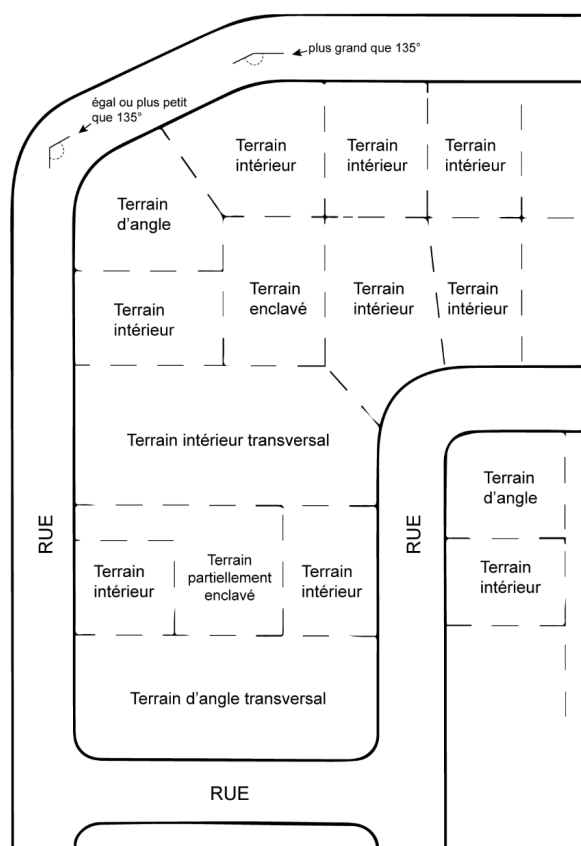 plus grand que 135°
égal ou plus petit
que 135°
Terrain
intérieur
Terrain
intérieur
Terrain
intérieur
Terrain
d'angle
Terrain
intérieur
Terrain
enclavé
Terrain
intérieur
Terrain
intérieur
Terrain intérieur transversal
Terrain
d'angle
RUE
RUE
Terrain
intérieur
Terrain
partiellement
enclavé
Terrain
intérieur
Terrain
intérieur
Terrain d'angle transversal
RUE